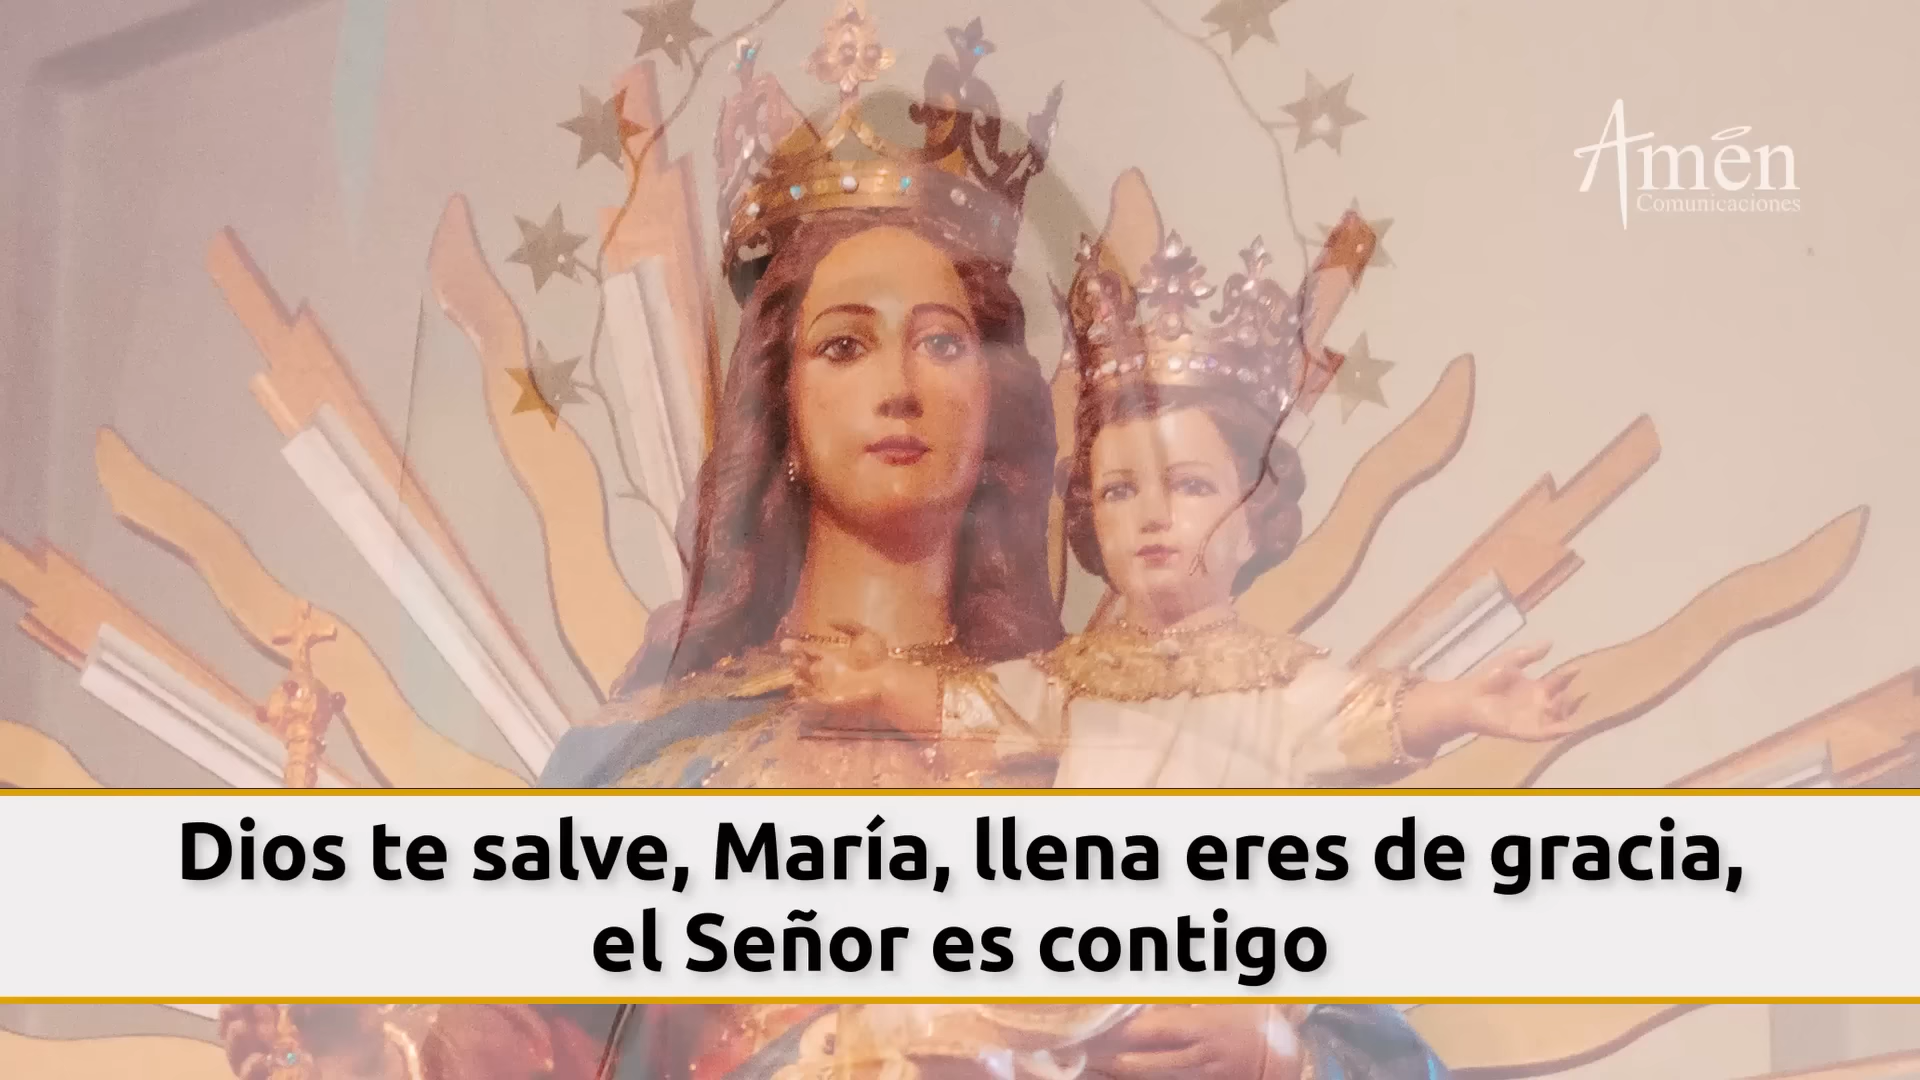 Amén
Comunicaciones
Dios te salve, María, llena eres de gracia,
el Señor es contigo